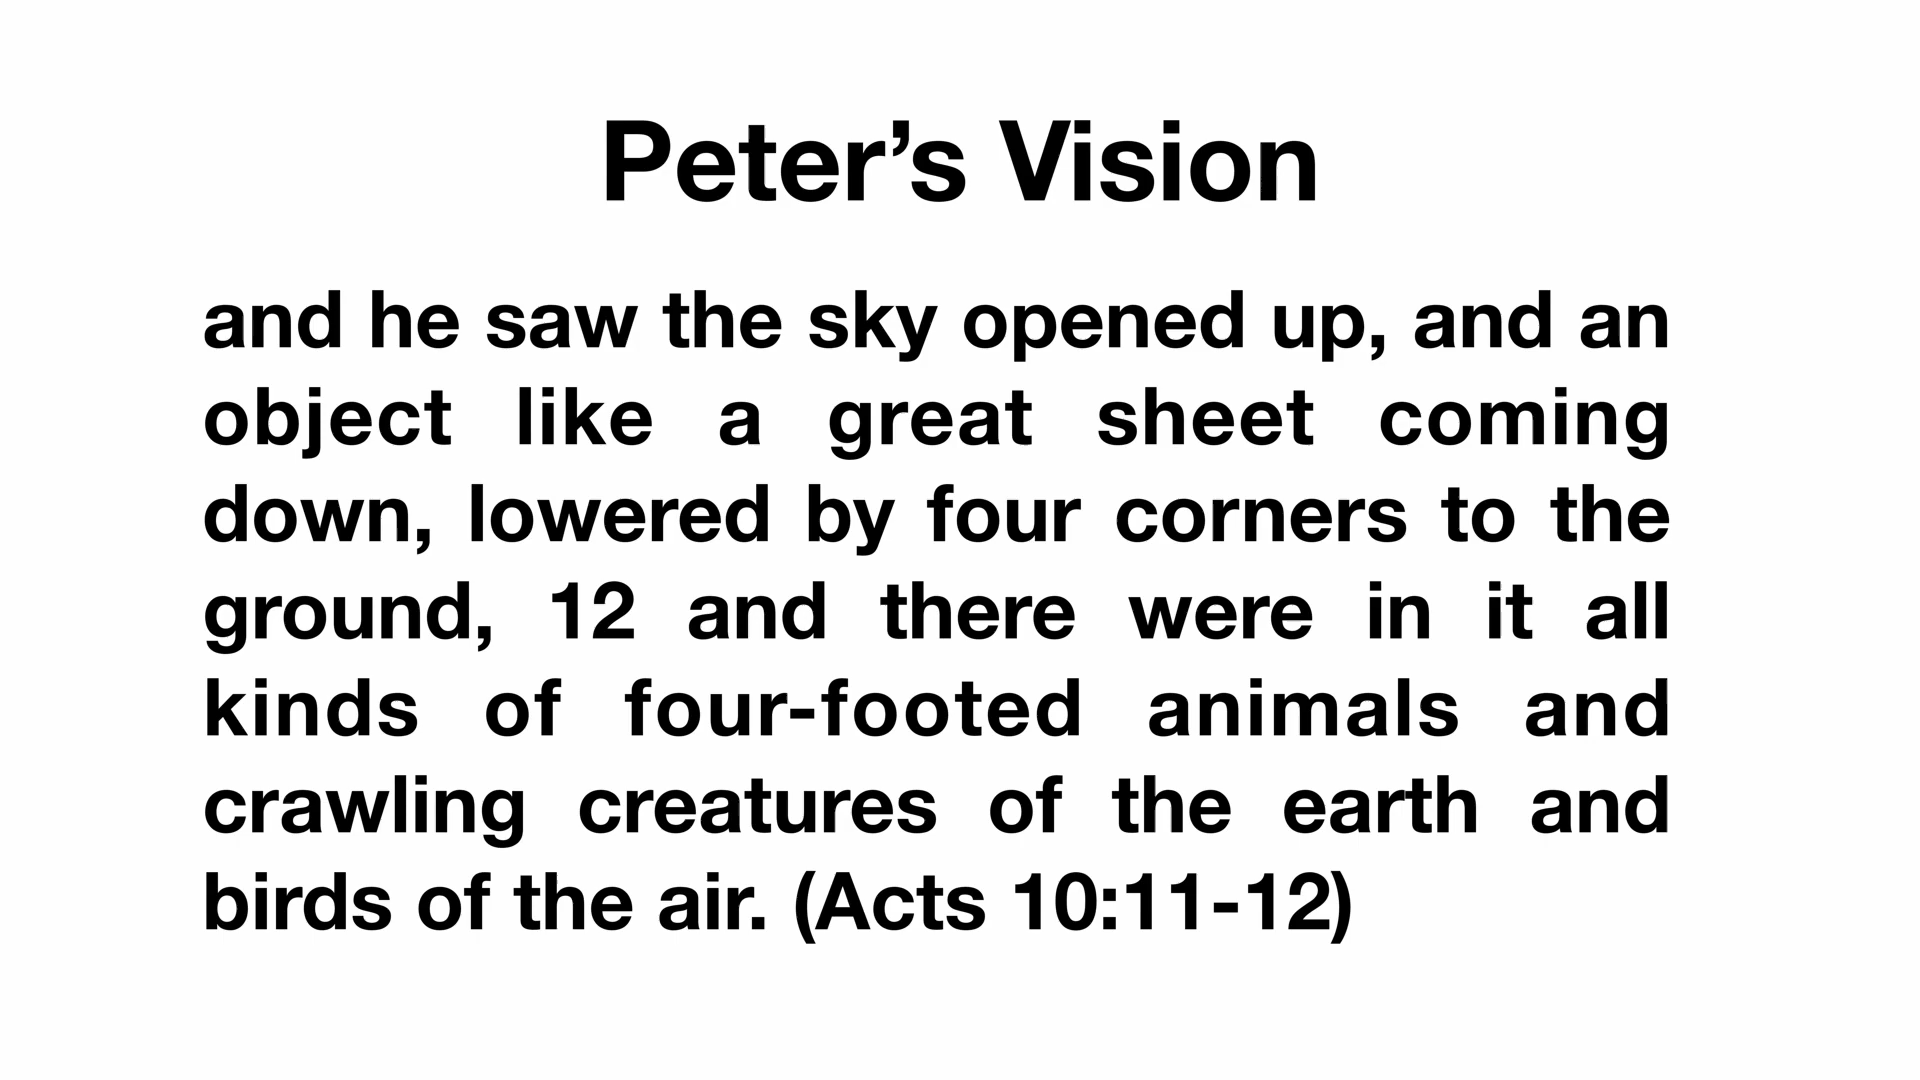 Peter’s Vision
and he saw the sky opened up, and an
object like a great sheet coming
down, lowered by four corners to the
ground, 12 and there were in it all
kinds of four-footed animals and
crawling creatures of the earth and
birds of the air. (Acts 10:11-12)